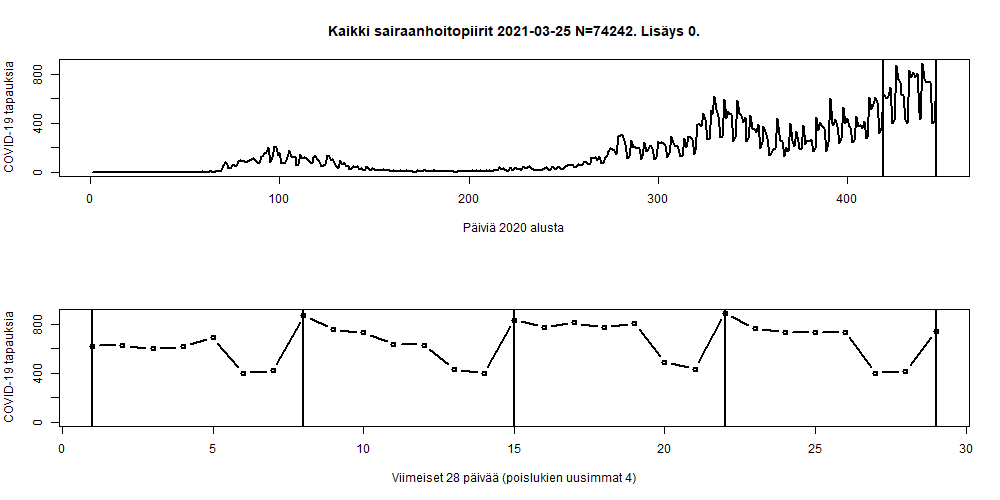 Kaikki sairaanhoitopiirit 2021-03-25 N=74242. Lisäys 0.
COVID-19 tapauksia
800
400
0
0 100 200 300 400
Päiviä 2020 alusta
COVID-19 tapauksia
800
400
0
0 5 10 15 20 25 30
Viimeiset 28 päivää (poislukien uusimmat 4)